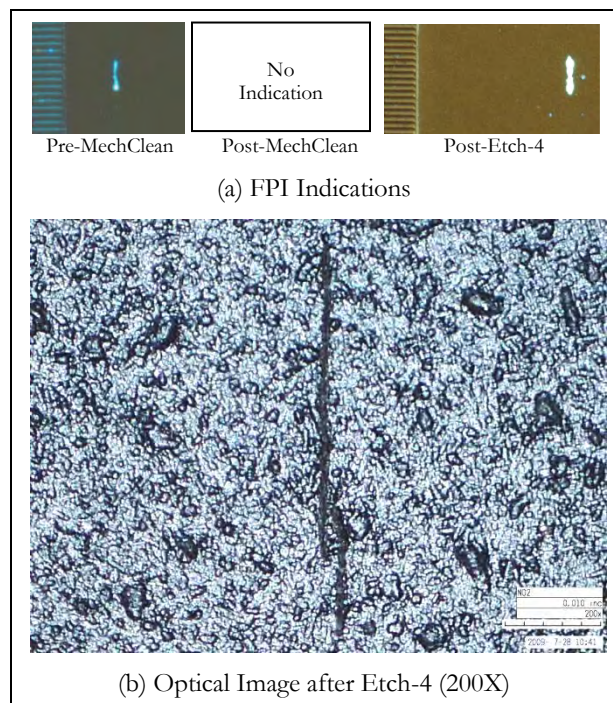 No
Indication
Pre-MechClean Post-MechClean Post-Etch-4
(a) FPI Indications
NO2
0.010 inc
200x
2009- 7-28 10:41
(b) Optical Image after Etch-4 (200X)